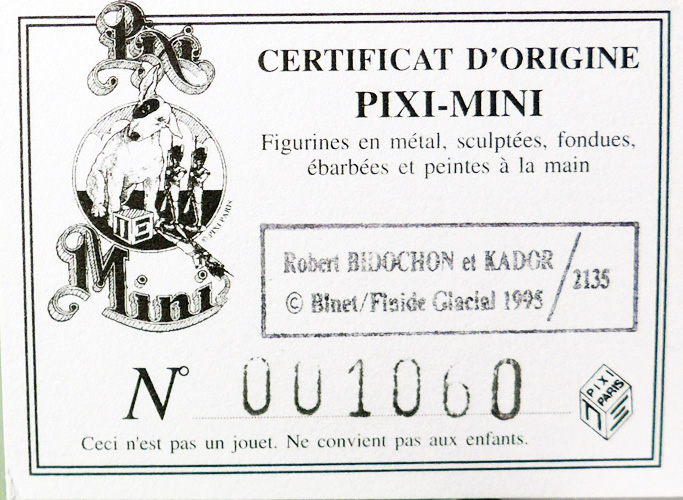 Pixi
Mini
© PIXI PARIS
CERTIFICAT D'ORIGINE
PIXI-MINI
Figurines en métal, sculptées, fondues,
ébarbées et peintes à la main
Robert BIDOCHON et KADOR
© Binet/Fluide Glacial 1995 / 2135
N° 001060
PIXI
PARIS
Ceci n'est pas un jouet. Ne convient pas aux enfants.